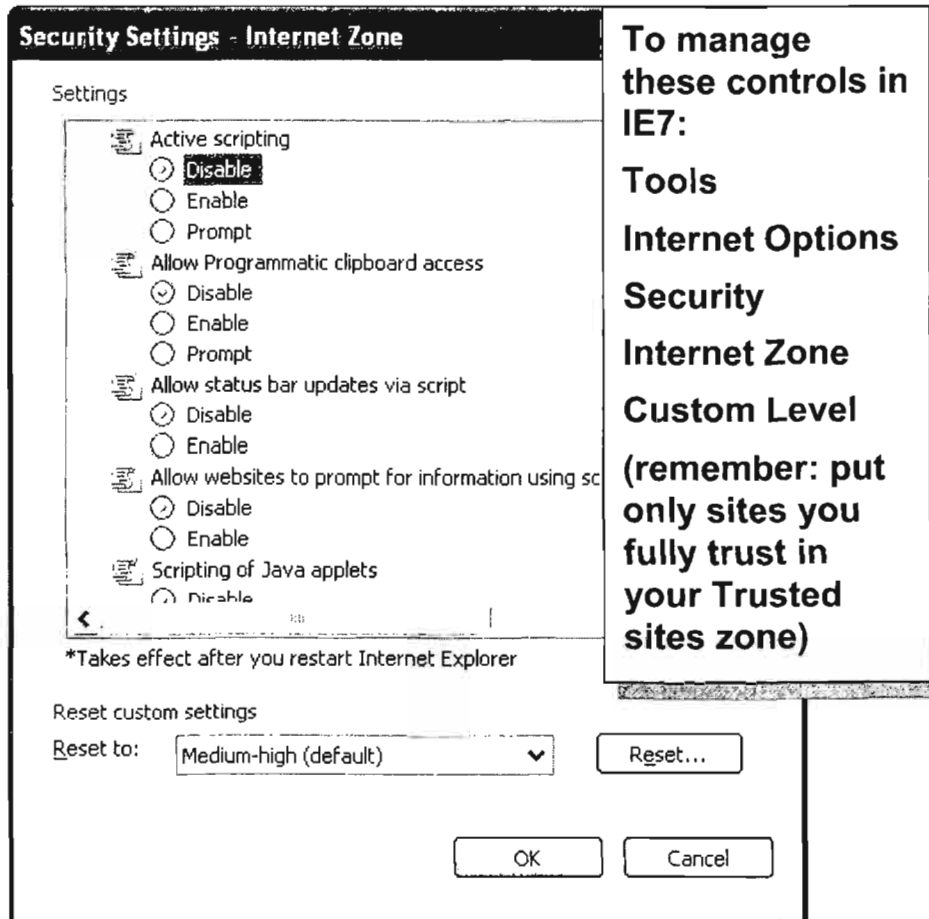 Security Settings - Internet Zone
Settings
Active scripting
Disable
Enable
Prompt
Allow Programmatic clipboard access
Disable
Enable
Prompt
Allow status bar updates via script
Disable
Enable
Allow websites to prompt for information using sc
Disable
Enable
Scripting of Java applets
Disable
*Takes effect after you restart Internet Explorer
Reset custom settings
Reset to:
Medium-high (default)
Reset...
OK
Cancel
To manage
these controls in
IE7:
Tools
Internet Options
Security
Internet Zone
Custom Level
(remember: put
only sites you
fully trust in
your Trusted
sites zone)